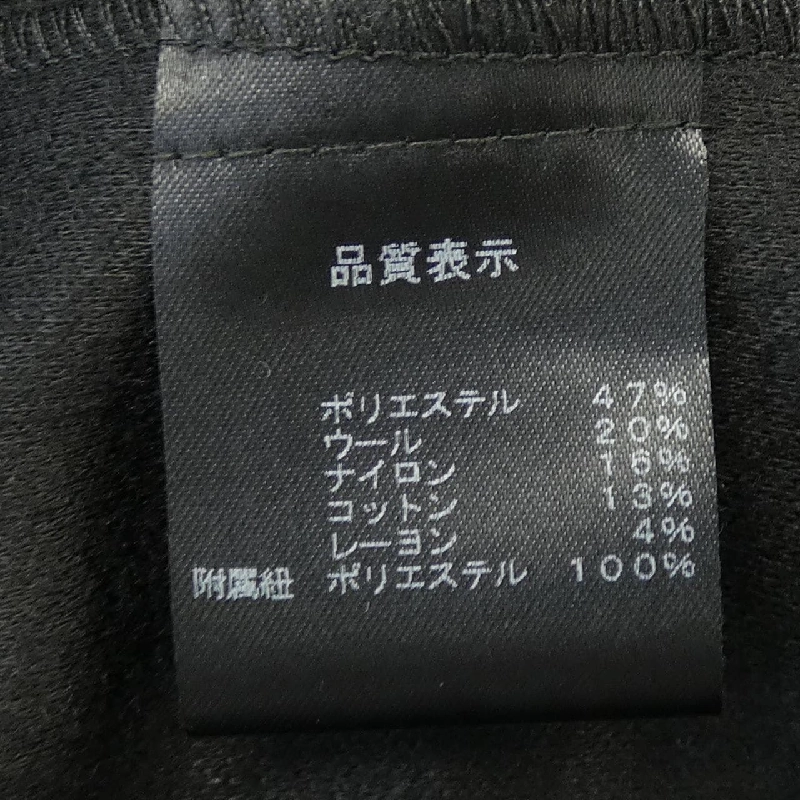 品質表示
ポリエステル 47%
ウール 20%
ナイロン 16%
コットン 13%
レーヨン 4%
附属紐 ポリエステル 100%